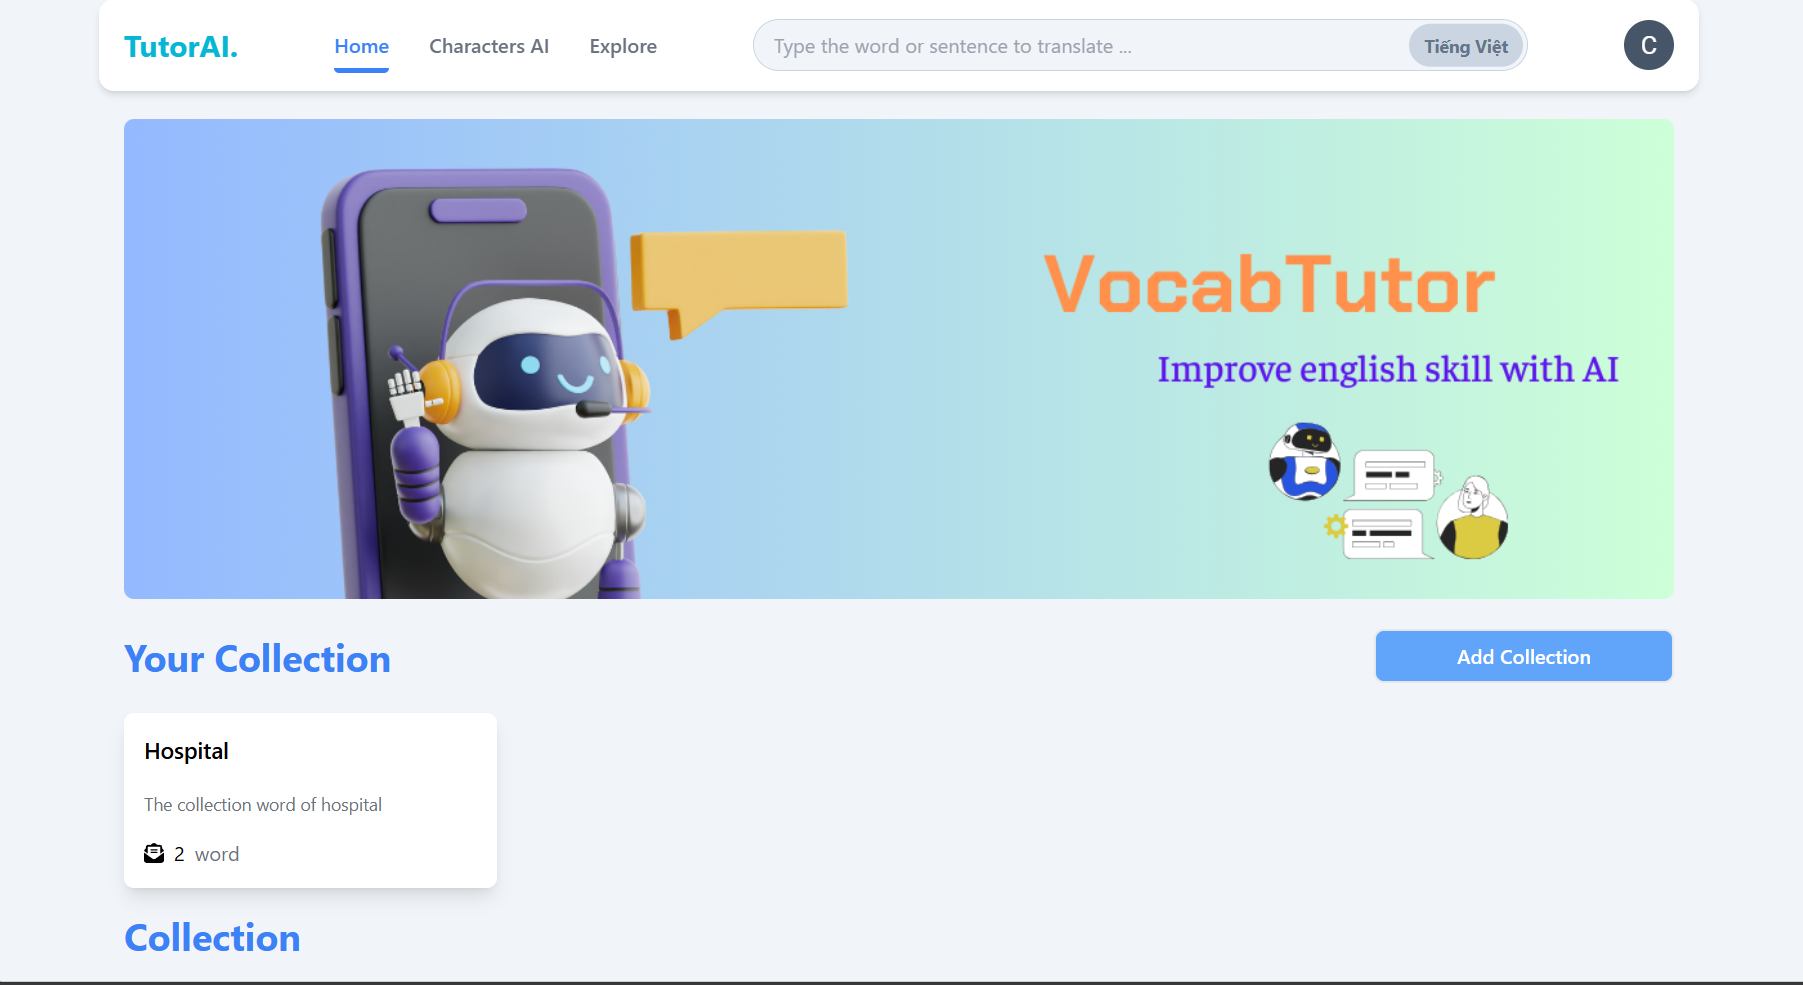 TutorAI.
Home
Characters AI
Explore
Type the word or sentence to translate ...
Tiếng Việt
C
VocabTutor
Improve english skill with AI
Your Collection
Add Collection
Hospital
The collection word of hospital
2 word
Collection